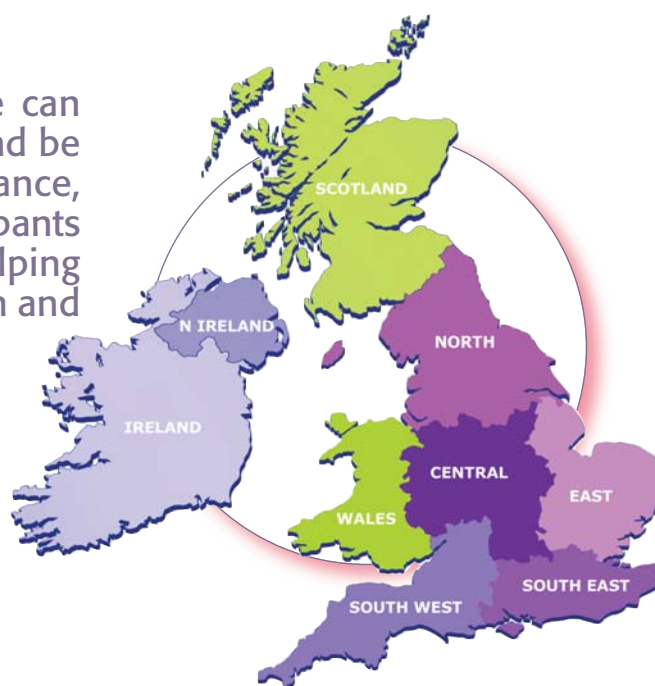 e can
nd be
ance,
pants
lping
n and
SCOTLAND
N IRELAND
NORTH
IRELAND
CENTRAL
EAST
WALES
SOUTH EAST
SOUTH WEST